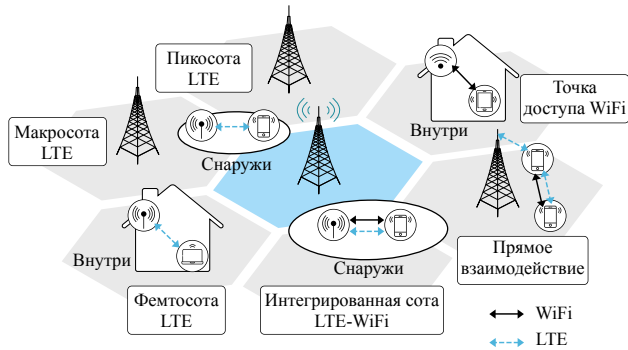 Пикосота
LTE
Макросота
LTE
Снаружи
Внутри
Точка
доступа WiFi
Внутри
Фемтосота
LTE
Снаружи
Интегрированная сота
LTE-WiFi
Прямое
взаимодействие
WiFi
LTE